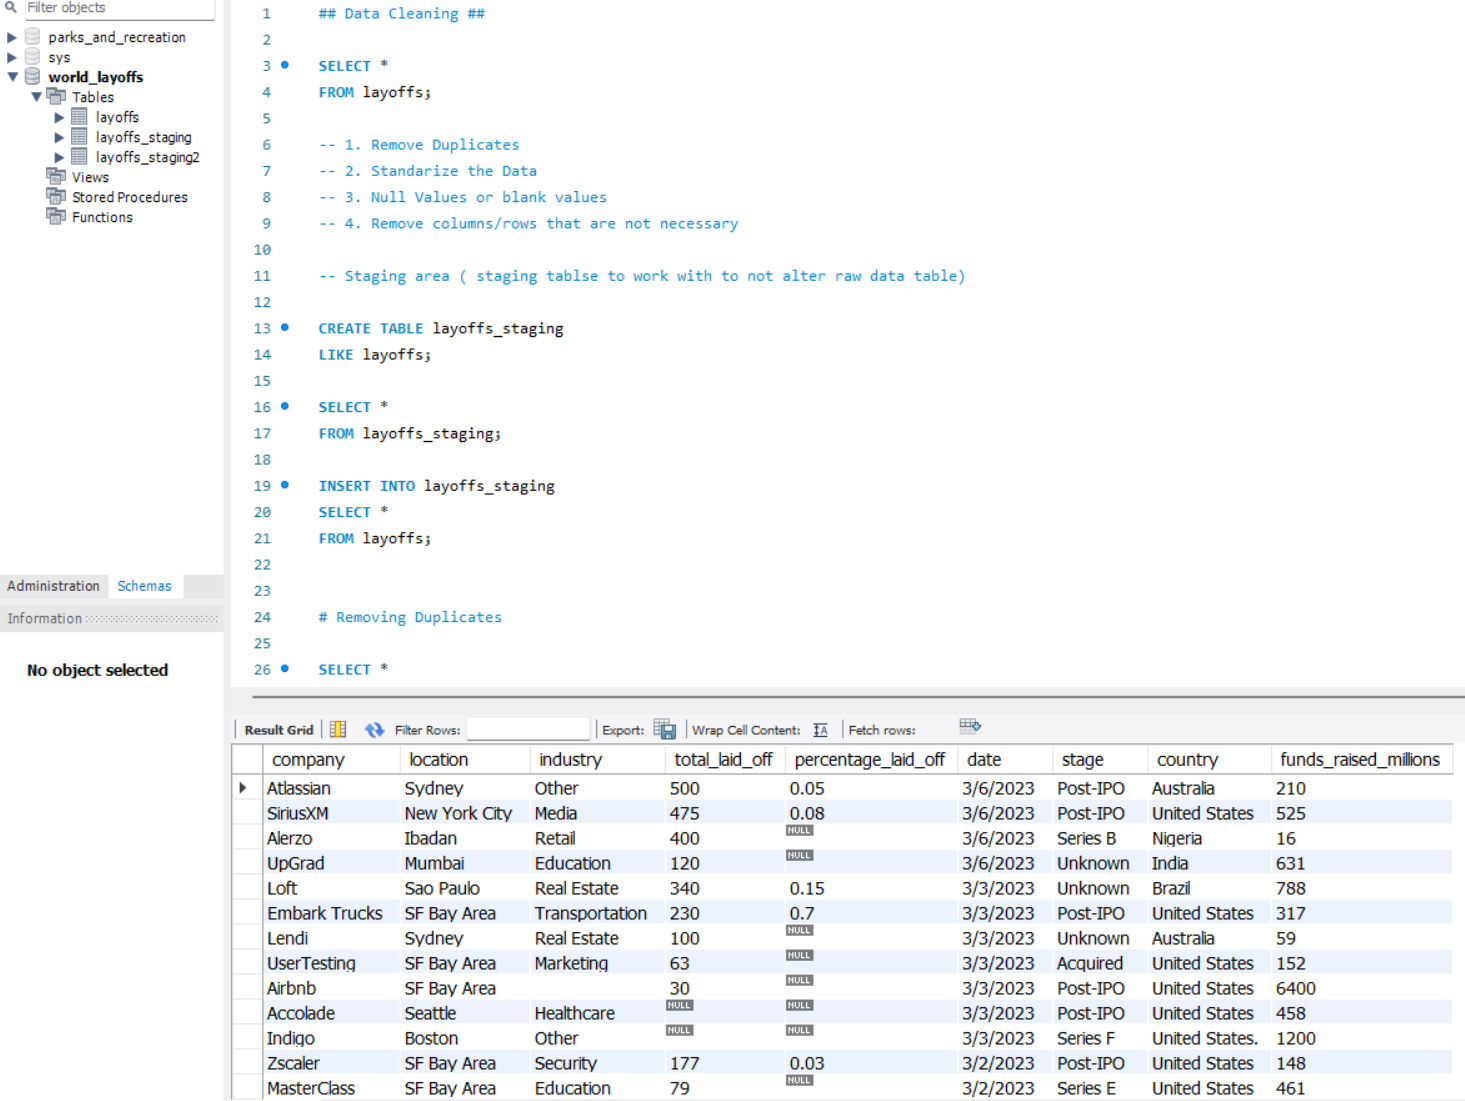 Filter objects
parks_and_recreation
sys
world_layoffs
Tables
layoffs
layoffs_staging
layoffs_staging2
Views
Stored Procedures
Functions
Administration Schemas
Information
No object selected
1 ## Data Cleaning ##
2
3 SELECT *
4 FROM layoffs;
5
6 -- 1. Remove Duplicates
7 -- 2. Standarize the Data
8 -- 3. Null Values or blank values
9 -- 4. Remove columns/rows that are not necessary
10
11 -- Staging area ( staging tablse to work with to not alter raw data table)
12
13 CREATE TABLE layoffs_staging
14 LIKE layoffs;
15
16 SELECT *
17 FROM layoffs_staging;
18
19 INSERT INTO layoffs_staging
20 SELECT *
21 FROM layoffs;
22
23
24 # Removing Duplicates
25
26 SELECT *
Result Grid Filter Rows: Export: Wrap Cell Content: Fetch rows:
company location industry total_laid_off percentage_laid_off date stage country funds_raised_millions
Atlassian Sydney Other 500 0.05 3/6/2023 Post-IPO Australia 210
SiriusXM New York City Media 475 0.08 3/6/2023 Post-IPO United States 525
Alerzo Ibadan Retail 400 NULL 3/6/2023 Series B Nigeria 16
UpGrad Mumbai Education 120 NULL 3/6/2023 Unknown India 631
Loft Sao Paulo Real Estate 340 0.15 3/3/2023 Unknown Brazil 788
Embark Trucks SF Bay Area Transportation 230 0.7 3/3/2023 Post-IPO United States 317
Lendi Sydney Real Estate 100 NULL 3/3/2023 Unknown Australia 59
UserTesting SF Bay Area Marketing 63 NULL 3/3/2023 Acquired United States 152
Airbnb SF Bay Area 30 NULL 3/3/2023 Post-IPO United States 6400
Accolade Seattle Healthcare NULL NULL 3/3/2023 Post-IPO United States 458
Indigo Boston Other NULL NULL 3/3/2023 Series F United States. 1200
Zscaler SF Bay Area Security 177 0.03 3/2/2023 Post-IPO United States 148
MasterClass SF Bay Area Education 79 NULL 3/2/2023 Series E United States 461